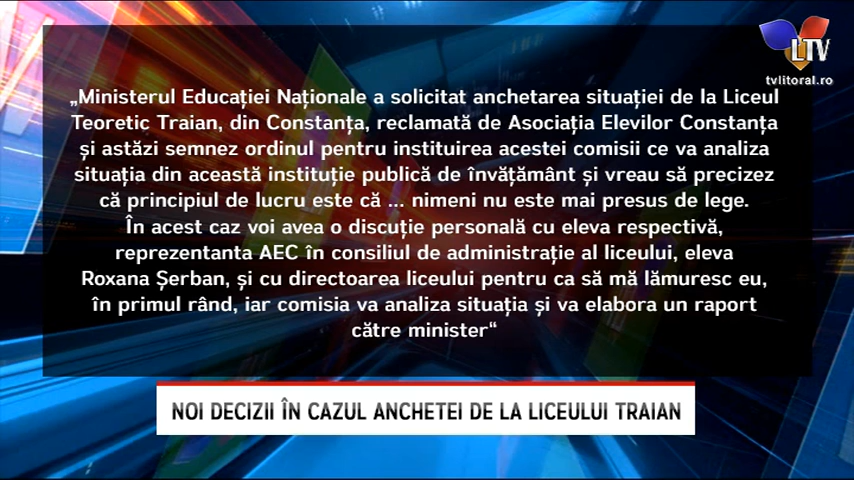 LTV
tvlitoral.ro
„Ministerul Educației Naționale a solicitat anchetarea situației de la Liceul
Teoretic Traian, din Constanța, reclamată de Asociația Elevilor Constanța
și astăzi semnez ordinul pentru instituirea acestei comisii ce va analiza
situația din această instituție publică de învățământ și vreau să precizez
că principiul de lucru este că ... nimeni nu este mai presus de lege.
În acest caz voi avea o discuție personală cu eleva respectivă,
reprezentanta AEC în consiliul de administrație al liceului, eleva
Roxana Șerban, și cu directoarea liceului pentru ca să mă lămuresc eu,
în primul rând, iar comisia va analiza situația și va elabora un raport
către minister“
NOI DECIZII ÎN CAZUL ANCHETEI DE LA LICEULUI TRAIAN